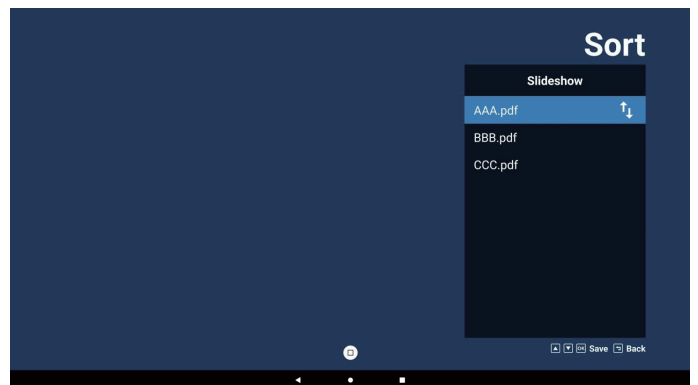 Sort
Slideshow
AAA.pdf
BBB.pdf
CCC.pdf
OK Save Back